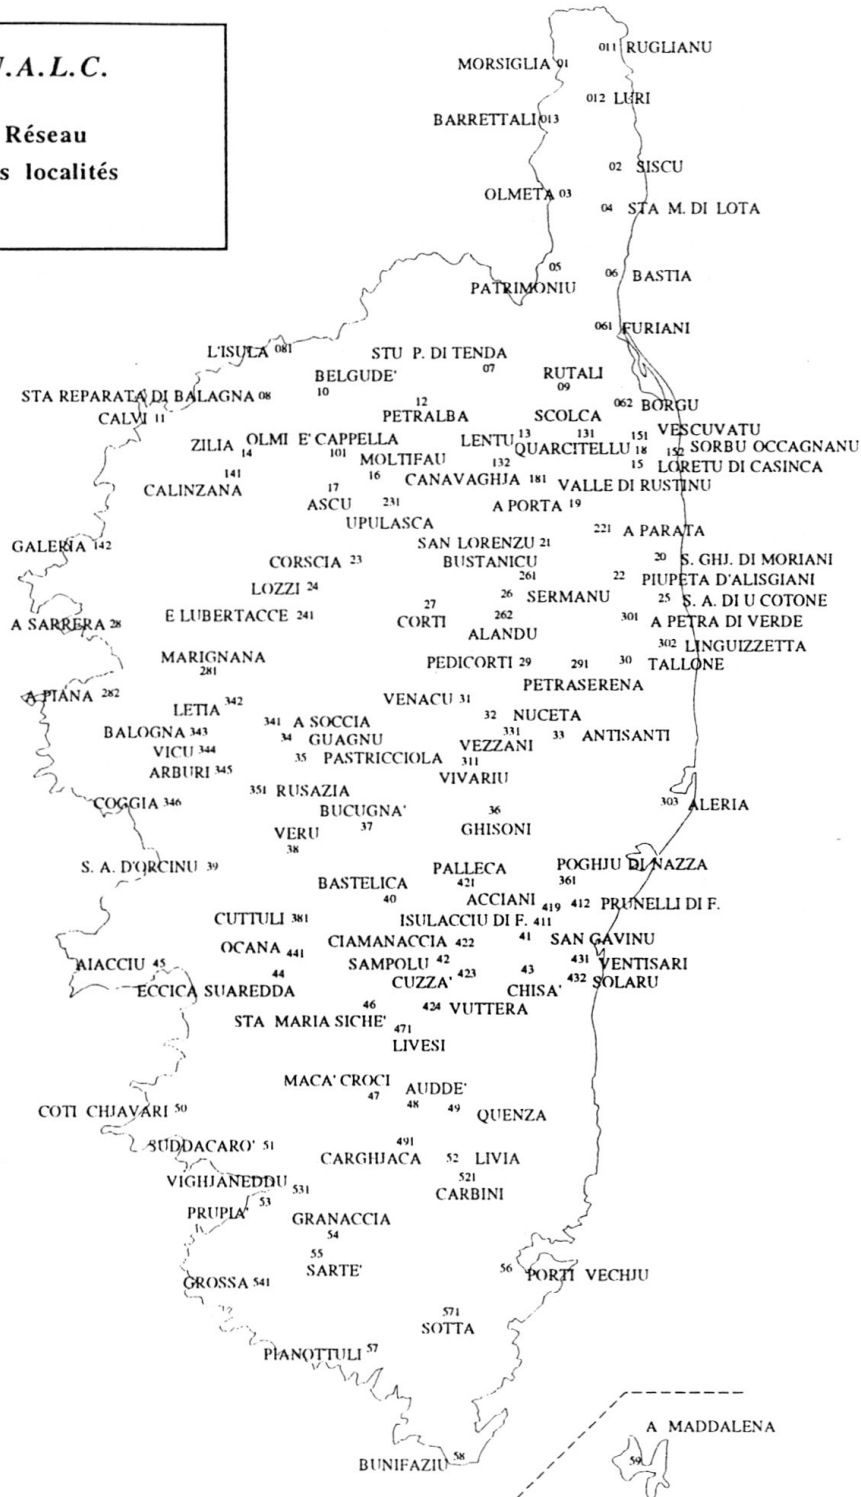 .A.L.C.
Réseau
s localités
011 RUGLIANU
MORSIGLIA 01
012 LURI
BARRETTALI 013
02 SISCU
OLMETA 03
04 STA M. DI LOTA
05
PATRIMONIU
06 BASTIA
061 FURIANI
L'ISULA 081
STU P. DI TENDA
07
BELGUDE'
10
RUTALI
09
STA REPARATA DI BALAGNA 08
12
PETRALBA
062 BORGU
CALVI 11
SCOLCA
131
151 VESCUVATU
ZILIA 14
OLMI E' CAPPELLA
101
LENTU 13
QUARCITELLU 18
152 SORBU OCCAGNANU
MOLTIFAU
16
132
15 LORETU DI CASINCA
141
CALINZANA
17
ASCU
231
UPULASCA
CANAVAGHJA 181
VALLE DI RUSTINU
A PORTA 19
221 A PARATA
GALERIA 142
SAN LORENZU 21
CORSCIA 23
BUSTANICU
261
20 S. GHJ. DI MORIANI
22 PIUPETA D'ALISGIANI
LOZZI 24
26 SERMANU
25 S. A. DI U COTONE
27
CORTI
262
ALANDU
E LUBERTACCE 241
A SARRERA 28
301 A PETRA DI VERDE
302 LINGUIZZETTA
MARIGNANA
281
PEDICORTI 29
291
PETRASERENA
30 TALLONE
A PIANA 282
LETIA 342
VENACU 31
341 A SOCCIA
32 NUCETA
BALOGNA 343
34 GUAGNU
331
VEZZANI
33 ANTISANTI
VICU 344
35 PASTRICCIOLA
311
VIVARIU
ARBURI 345
351 RUSAZIA
COGGIA 346
BUCUGNA'
37
36
GHISONI
303 ALERIA
VERU
38
S. A. D'ORCINU 39
PALLECA
421
POGHJU DI NAZZA
361
BASTELICA
40
ACCIANI 419
412 PRUNELLI DI F.
CUTTULI 381
ISULACCIU DI F. 411
OCANA 441
CIAMANACCIA 422
41 SAN GAVINU
AIACCIU 45
SAMPOLU 42
431 VENTISARI
44
ECCICA SUAREDDA
CUZZA' 423
43
CHISA'
432 SOLARU
46
STA MARIA SICHE'
424 VUTTERA
471
LIVESI
MACA' CROCI
47
AUDDE'
48
49 QUENZA
COTI CHJAVARI 50
SUDDACARO' 51
491
CARGHJACA
52 LIVIA
VIGHJANEDDU 531
521
CARBINI
PRUPIA' 53
GRANACCIA
54
55
SARTE'
56 PORTI VECHJU
GROSSA 541
571
SOTTA
PIANOTTULI 57
A MADDALENA
59
BUNIFAZIU 58